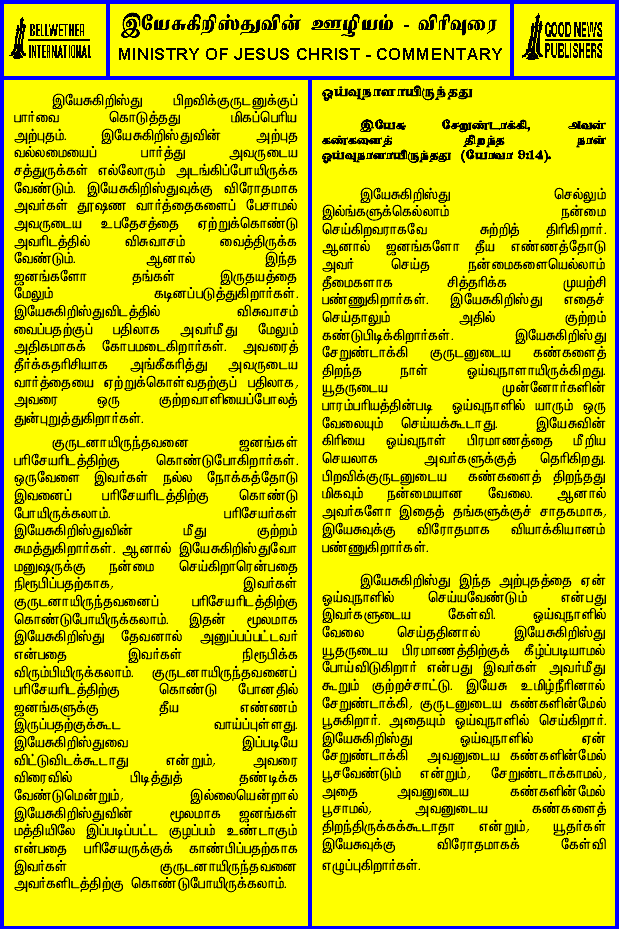 BELLWETHER
INTERNATIONAL
இயேசுகிறிஸ்துவின் ஊழியம் - விரிவுரை
MINISTRY OF JESUS CHRIST - COMMENTARY
GOOD NEWS
PUBLISHERS
இயேசுகிறிஸ்து பிறவிக்குருடனுக்குப்
பார்வை கொடுத்தது மிகப்பெரிய
அற்புதம். இயேசுகிறிஸ்துவின் அற்புத
வல்லமையைப் பார்த்து அவருடைய
சத்துருக்கள் எல்லோரும் அடங்கிப்போயிருக்க
வேண்டும். இயேசுகிறிஸ்துவுக்கு விரோதமாக
அவர்கள் தூஷண வார்த்தைகளைப் பேசாமல்
அவருடைய உபதேசத்தை ஏற்றுக்கொண்டு
அவரிடத்தில் விசுவாசம் வைத்திருக்க
வேண்டும். ஆனால் இந்த
ஜனங்களோ தங்கள் இருதயத்தை
மேலும் கடினப்படுத்துகிறார்கள்.
இயேசுகிறிஸ்துவிடத்தில் விசுவாசம்
வைப்பதற்குப் பதிலாக அவர்மீது மேலும்
அதிகமாகக் கோபமடைகிறார்கள். அவரைத்
தீர்க்கதரிசியாக அங்கீகரித்து அவருடைய
வார்த்தையை ஏற்றுக்கொள்வதற்குப் பதிலாக,
அவரை ஒரு குற்றவாளியைப்போலத்
துன்புறுத்துகிறார்கள்.
குருடனாயிருந்தவனை ஜனங்கள்
பரிசேயரிடத்திற்கு கொண்டுபோகிறார்கள்.
ஒருவேளை இவர்கள் நல்ல நோக்கத்தோடு
இவனைப் பரிசேயரிடத்திற்கு கொண்டு
போயிருக்கலாம். பரிசேயர்கள்
இயேசுகிறிஸ்துவின் மீது குற்றம்
சுமத்துகிறார்கள். ஆனால் இயேசுகிறிஸ்துவோ
மனுஷருக்கு நன்மை செய்கிறாரென்பதை
நிரூபிப்பதற்காக, இவர்கள்
குருடனாயிருந்தவனைப் பரிசேயரிடத்திற்கு
கொண்டுபோயிருக்கலாம். இதன் மூலமாக
இயேசுகிறிஸ்து தேவனால் அனுப்பப்பட்டவர்
என்பதை இவர்கள் நிரூபிக்க
விரும்பியிருக்கலாம். குருடனாயிருந்தவனைப்
பரிசேயரிடத்திற்கு கொண்டு போனதில்
ஜனங்களுக்கு தீய எண்ணம்
இருப்பதற்குக்கூட வாய்ப்புள்ளது.
இயேசுகிறிஸ்துவை இப்படியே
விட்டுவிடக்கூடாது என்றும், அவரை
விரைவில் பிடித்துத் தண்டிக்க
வேண்டுமென்றும், இல்லையென்றால்
இயேசுகிறிஸ்துவின் மூலமாக ஜனங்கள்
மத்தியிலே இப்படிப்பட்ட குழப்பம் உண்டாகும்
என்பதை பரிசேயருக்குக் காண்பிப்பதற்காக
இவர்கள் குருடனாயிருந்தவனை
அவர்களிடத்திற்கு கொண்டுபோயிருக்கலாம்.
ஓய்வுநாளாயிருந்தது
இயேசு சேறுண்டாக்கி, அவன்
கண்களைத் திறந்த நாள்
ஓய்வுநாளாயிருந்தது (யோவா 9:14).
இயேசுகிறிஸ்து செல்லும்
இல்ங்களுக்கெல்லாம் நன்மை
செய்கிறவராகவே சுற்றித் திரிகிறார்.
ஆனால் ஜனங்களோ தீய எண்ணத்தோடு
அவர் செய்த நன்மைகளையெல்லாம்
தீமைகளாக சித்தரிக்க முயற்சி
பண்ணுகிறார்கள். இயேசுகிறிஸ்து எதைச்
செய்தாலும் அதில் குற்றம்
கண்டுபிடிக்கிறார்கள். இயேசுகிறிஸ்து
சேறுண்டாக்கி குருடனுடைய கண்களைத்
திறந்த நாள் ஓய்வுநாளாயிருக்கிறது.
யூதருடைய முன்னோர்களின்
பாரம்பரியத்தின்படி ஓய்வுநாளில் யாரும் ஒரு
வேலையும் செய்யக்கூடாது. இயேசுவின்
கிரியை ஓய்வுநாள் பிரமாணத்தை மீறிய
செயலாக அவர்களுக்குத் தெரிகிறது.
பிறவிக்குருடனுடைய கண்களைத் திறந்தது
மிகவும் நன்மையான வேலை. ஆனால்
அவர்களோ இதைத் தங்களுக்குச் சாதகமாக,
இயேசுவுக்கு விரோதமாக வியாக்கியானம்
பண்ணுகிறார்கள்.
இயேசுகிறிஸ்து இந்த அற்புதத்தை ஏன்
ஓய்வுநாளில் செய்யவேண்டும் என்பது
இவர்களுடைய கேள்வி. ஓய்வுநாளில்
வேலை செய்ததினால் இயேசுகிறிஸ்து
யூதருடைய பிரமாணத்திற்குக் கீழ்ப்படியாமல்
போய்விடுகிறார் என்பது இவர்கள் அவர்மீது
கூறும் குற்றச்சாட்டு. இயேசு உமிழ்நீரினால்
சேறுண்டாக்கி, குருடனுடைய கண்களின்மேல்
பூசுகிறார். அதையும் ஓய்வுநாளில் செய்கிறார்.
இயேசுகிறிஸ்து ஓய்வுநாளில் ஏன்
சேறுண்டாக்கி அவனுடைய கண்களின்மேல்
பூசவேண்டும் என்றும், சேறுண்டாக்காமல்,
அதை அவனுடைய கண்களின்மேல்
பூசாமல், அவனுடைய கண்களைத்
திறந்திருக்கக்கூடாதா என்றும், யூதர்கள்
இயேசுவுக்கு விரோதமாகக் கேள்வி
எழுப்புகிறார்கள்.